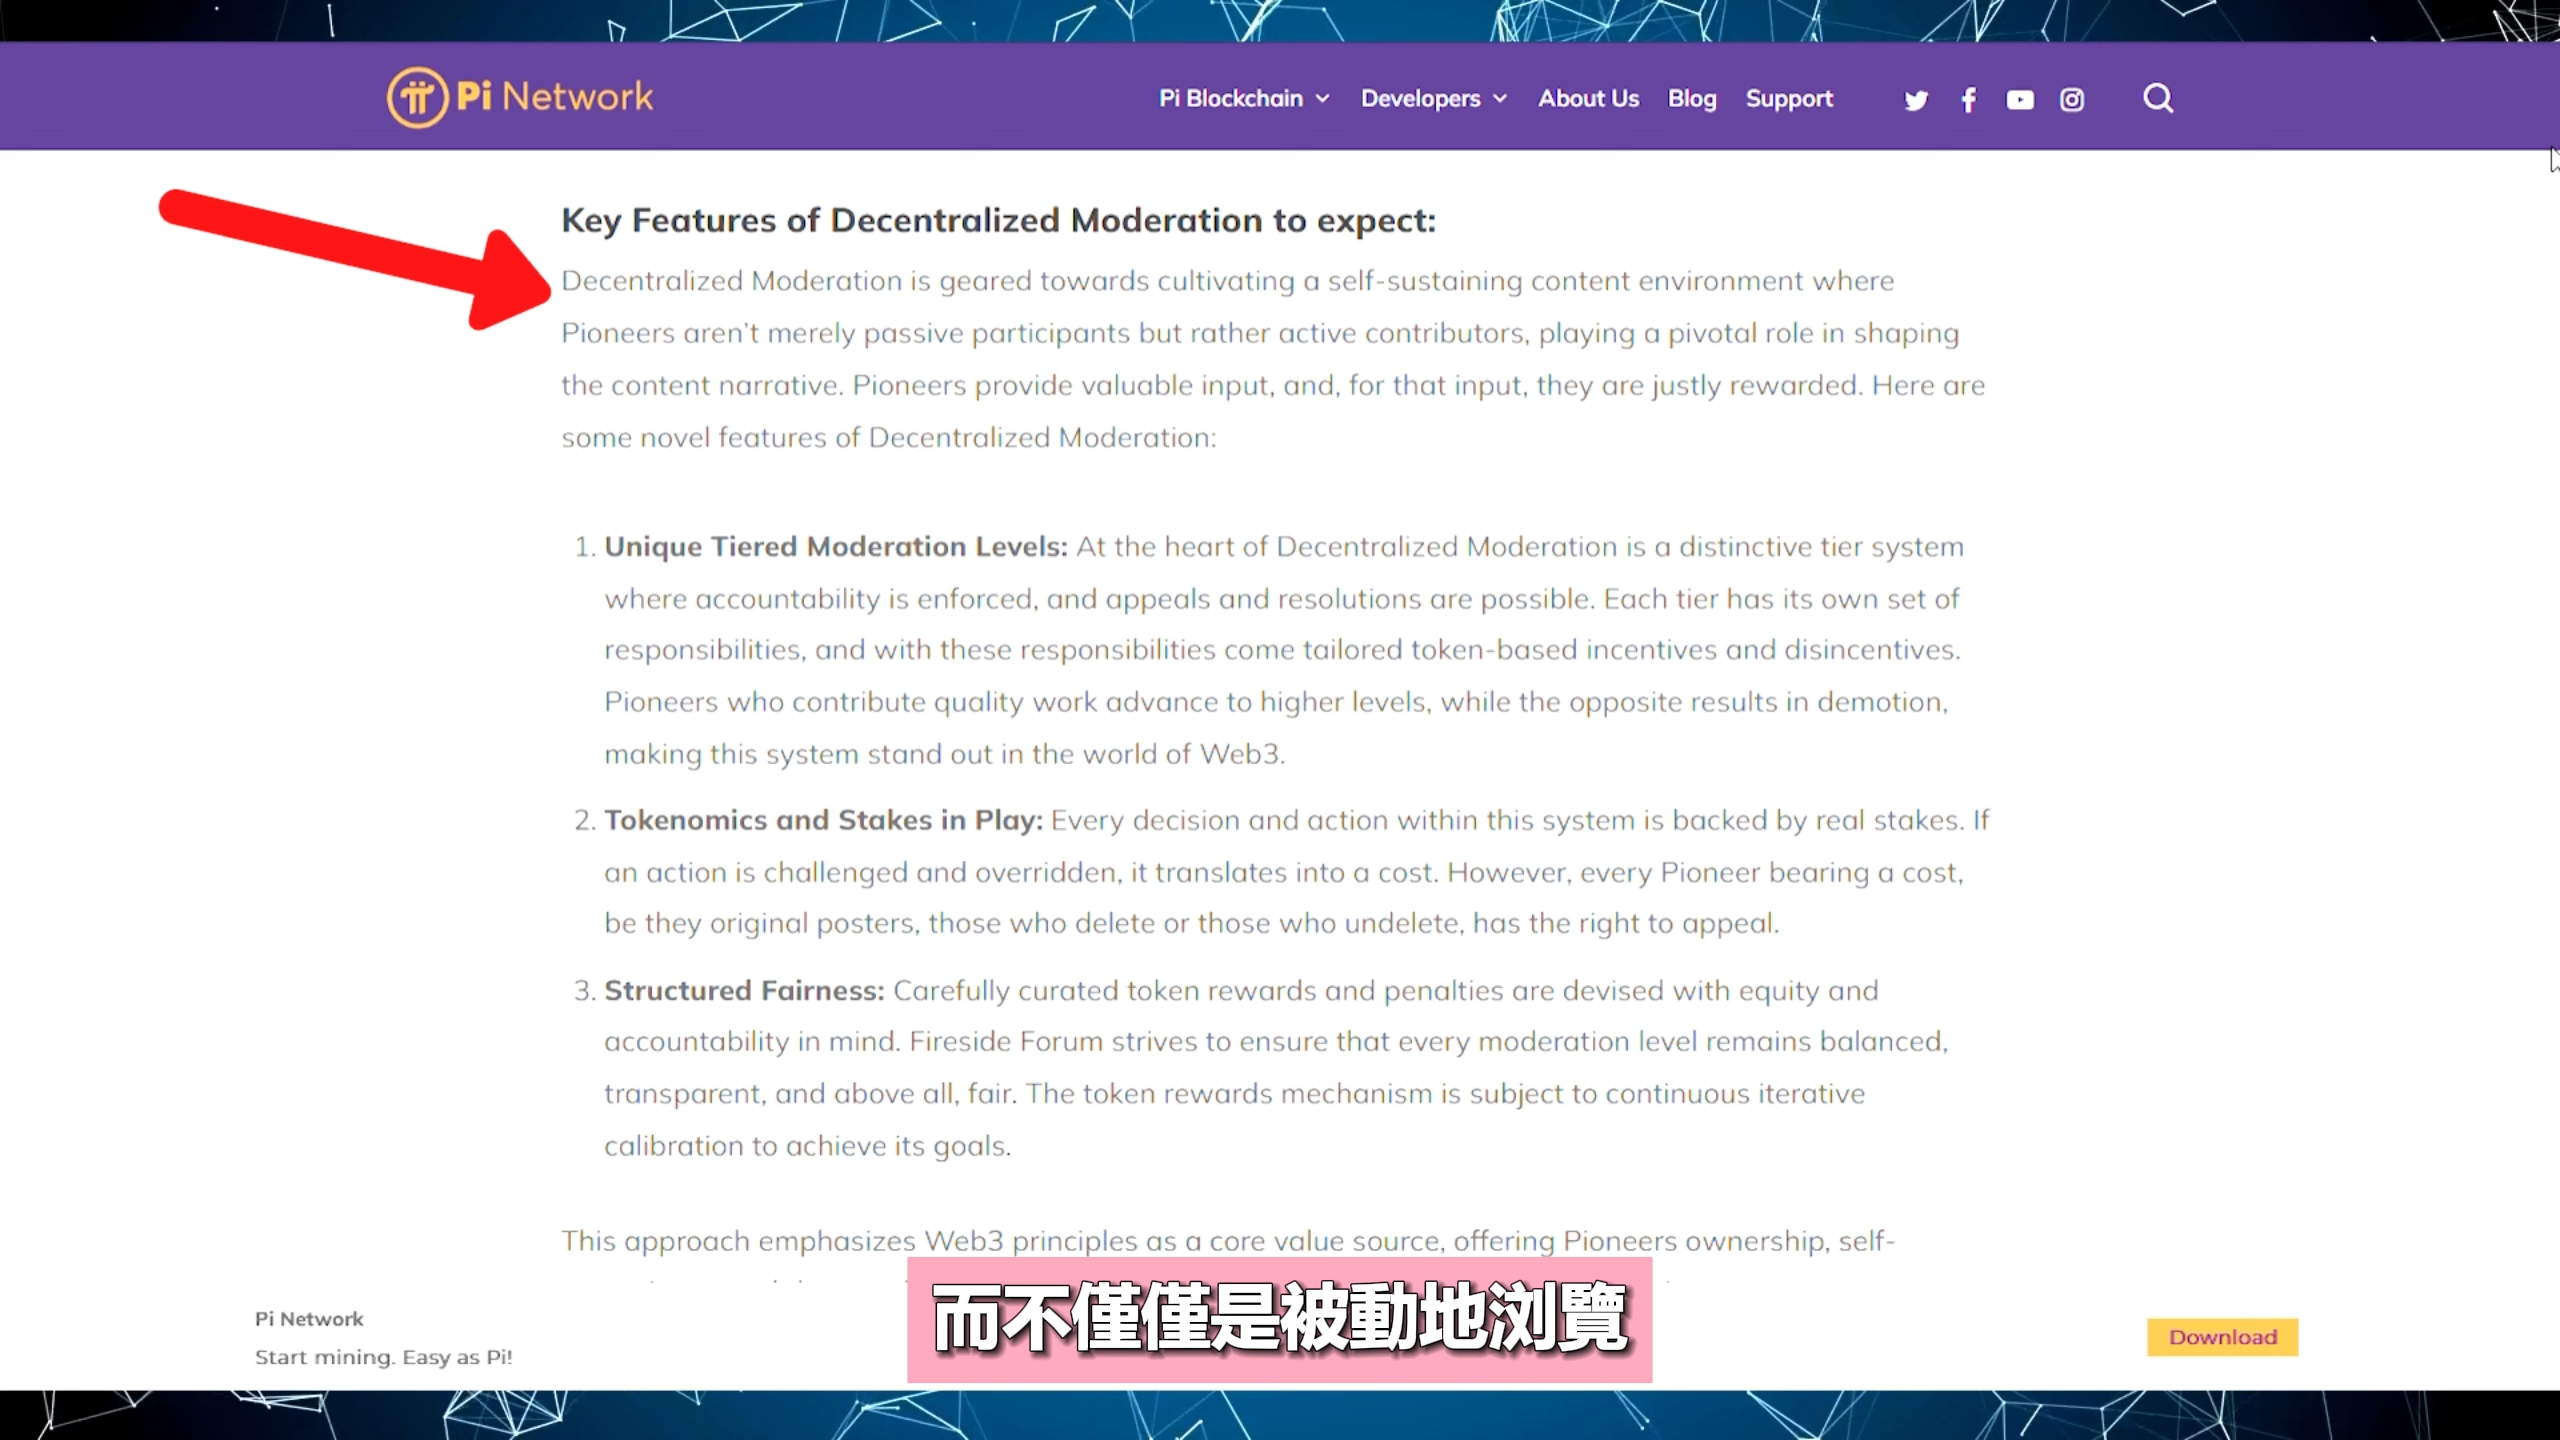 Pi Network
Pi Blockchain
Developers
About Us
Blog
Support
Key Features of Decentralized Moderation to expect:
Decentralized Moderation is geared towards cultivating a self-sustaining content environment where
Pioneers aren't merely passive participants but rather active contributors, playing a pivotal role in shaping
the content narrative. Pioneers provide valuable input, and, for that input, they are justly rewarded. Here are
some novel features of Decentralized Moderation:
1. Unique Tiered Moderation Levels: At the heart of Decentralized Moderation is a distinctive tier system
where accountability is enforced, and appeals and resolutions are possible. Each tier has its own set of
responsibilities, and with these responsibilities come tailored token-based incentives and disincentives.
Pioneers who contribute quality work advance to higher levels, while the opposite results in demotion,
making this system stand out in the world of Web3.
2. Tokenomics and Stakes in Play: Every decision and action within this system is backed by real stakes. If
an action is challenged and overridden, it translates into a cost. However, every Pioneer bearing a cost,
be they original posters, those who delete or those who undelete, has the right to appeal.
3. Structured Fairness: Carefully curated token rewards and penalties are devised with equity and
accountability in mind. Fireside Forum strives to ensure that every moderation level remains balanced,
transparent, and above all, fair. The token rewards mechanism is subject to continuous iterative
calibration to achieve its goals.
This approach emphasizes Web3 principles as a core value source, offering Pioneers ownership, self-
而不僅僅是被動地浏覽
Pi Network
Start mining. Easy as Pi!
Download